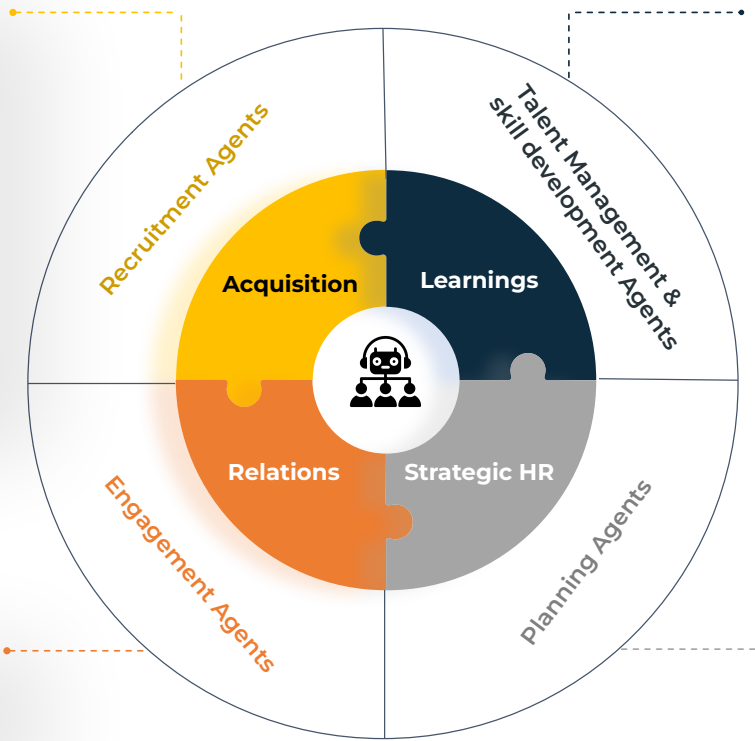 Recruitment Agents
Talent Management &
skill development Agents
Acquisition
Learnings
Relations
Strategic HR
Engagement Agents
Planning Agents